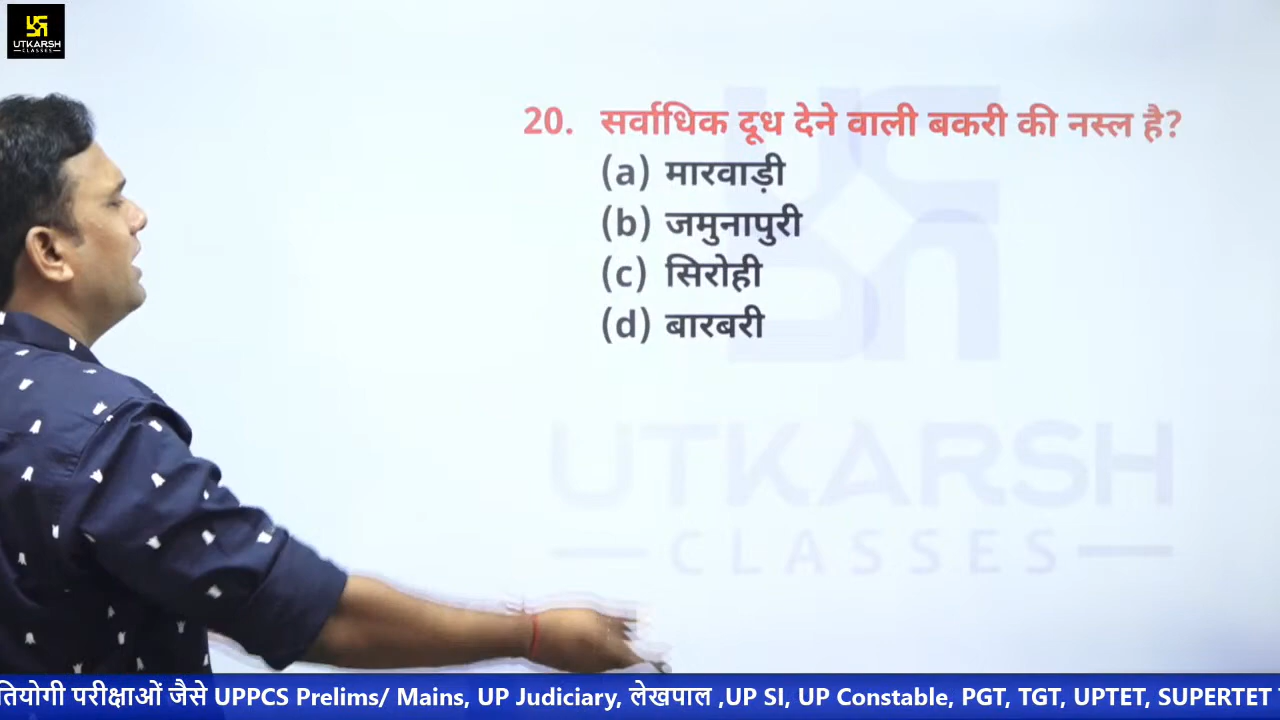 UTKARSH
CLASSES
20. सर्वाधिक दूध देने वाली बकरी की नस्ल है?
(a) मारवाड़ी
(b) जमुनापुरी
(c) सिरोही
(d) बारबरी
UTKARSH
CLASSES
तियोगी परीक्षाओं जैसे UPPCS Prelims/ Mains, UP Judiciary, लेखपाल ,UP SI, UP Constable, PGT, TGT, UPTET, SUPERTET